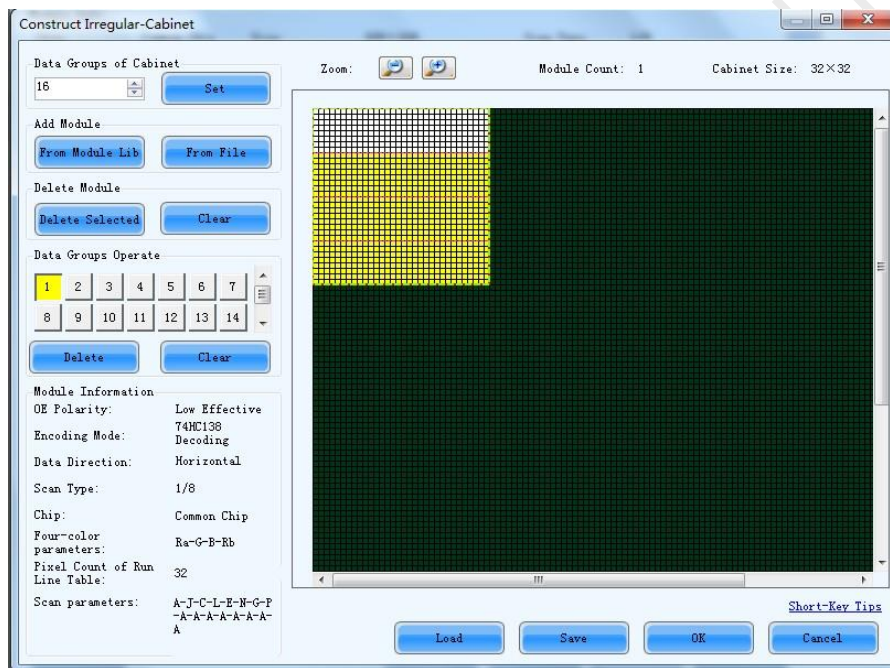 Construct Irregular-Cabinet
Data Groups of Cabinet
16
Set
Zoom:
Module Count: 1
Cabinet Size: 32×32
Add Module
From Module Lib
From File
Delete Module
Delete Selected
Clear
Data Groups Operate
1 2 3 4 5 6 7
8 9 10 11 12 13 14
Delete
Clear
Module Information
OE Polarity: Low Effective
Encoding Mode: 74HC138
Decoding
Data Direction: Horizontal
Scan Type: 1/8
Chip: Common Chip
Four-color
parameters: Ra-G-B-Rb
Pixel Count of Run
Line Table: 32
Scan parameters: A-J-C-L-E-N-G-P
-A-A-A-A-A-A-A-
A
Short-Key Tips
Load
Save
OK
Cancel